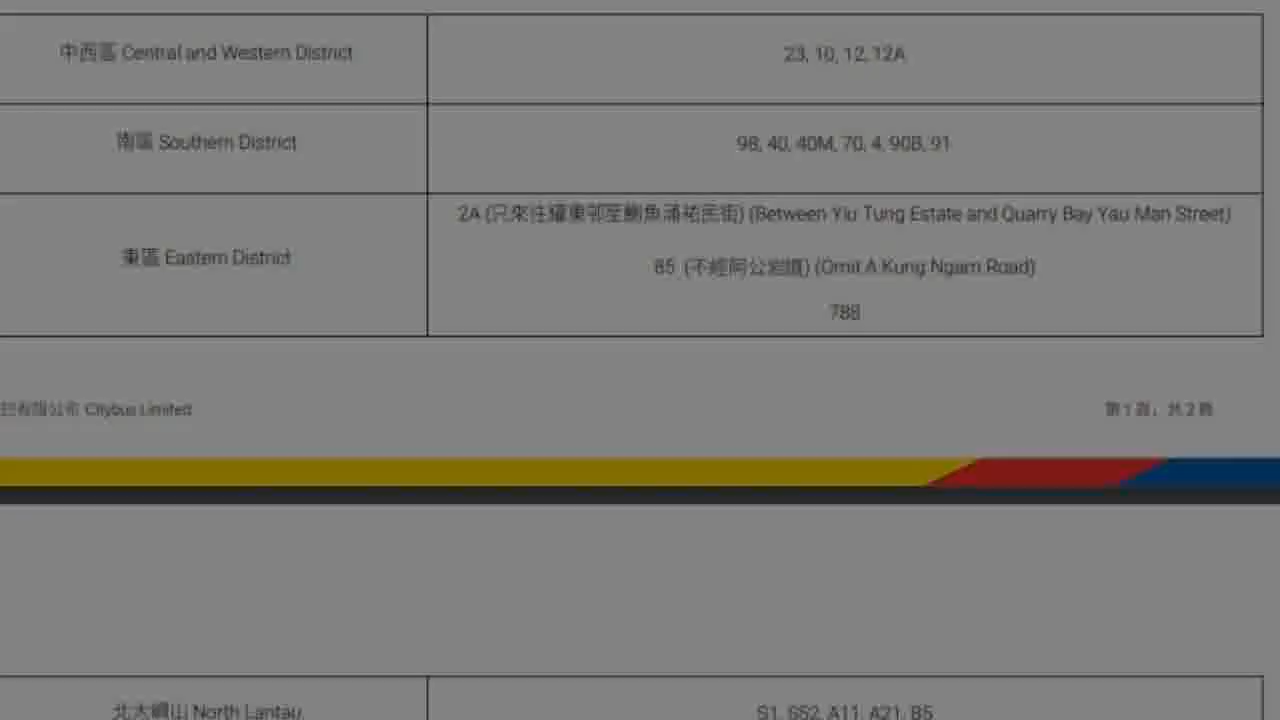 中西區 Central and Western District
23, 10, 12, 12A
南區 Southern District
98, 40, 40M, 70, 4, 90B, 91
2A (只來往耀東邨至鰂魚涌祐民街) (Between Yiu Tung Estate and Quarry Bay Yau Man Street)
東區 Eastern District
85 (不經阿公岩道) (Omit A Kung Ngam Road)
788
有限公司 Citybus Limited
第 1 頁，共 2 頁
北大嶼山 North Lantau,
S1, S52, A11, A21, B5